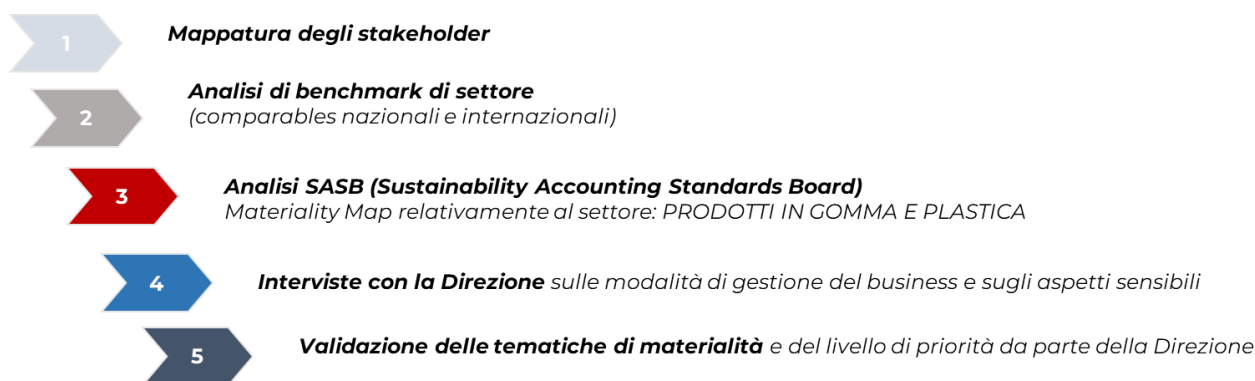 1 Mappatura degli stakeholder
2 Analisi di benchmark di settore
(comparables nazionali e internazionali)
3 Analisi SASB (Sustainability Accounting Standards Board)
Materiality Map relativamente al settore: PRODOTTI IN GOMMA E PLASTICA
4 Interviste con la Direzione sulle modalità di gestione del business e sugli aspetti sensibili
5 Validazione delle tematiche di materialità e del livello di priorità da parte della Direzione